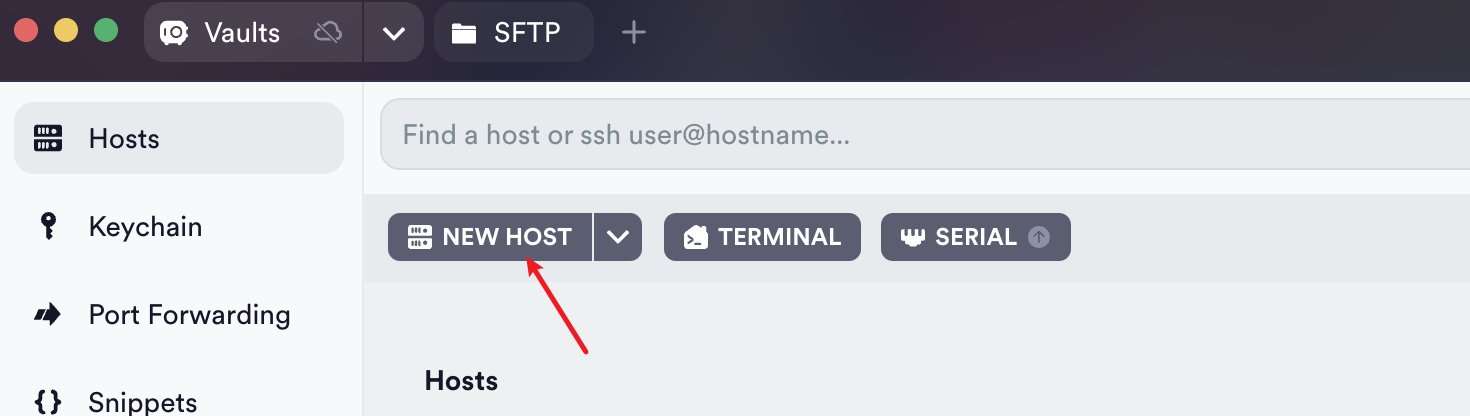 Vaults
SFTP
Hosts
Find a host or ssh user@hostname...
Keychain
NEW HOST
TERMINAL
SERIAL
Port Forwarding
Hosts
Snippets